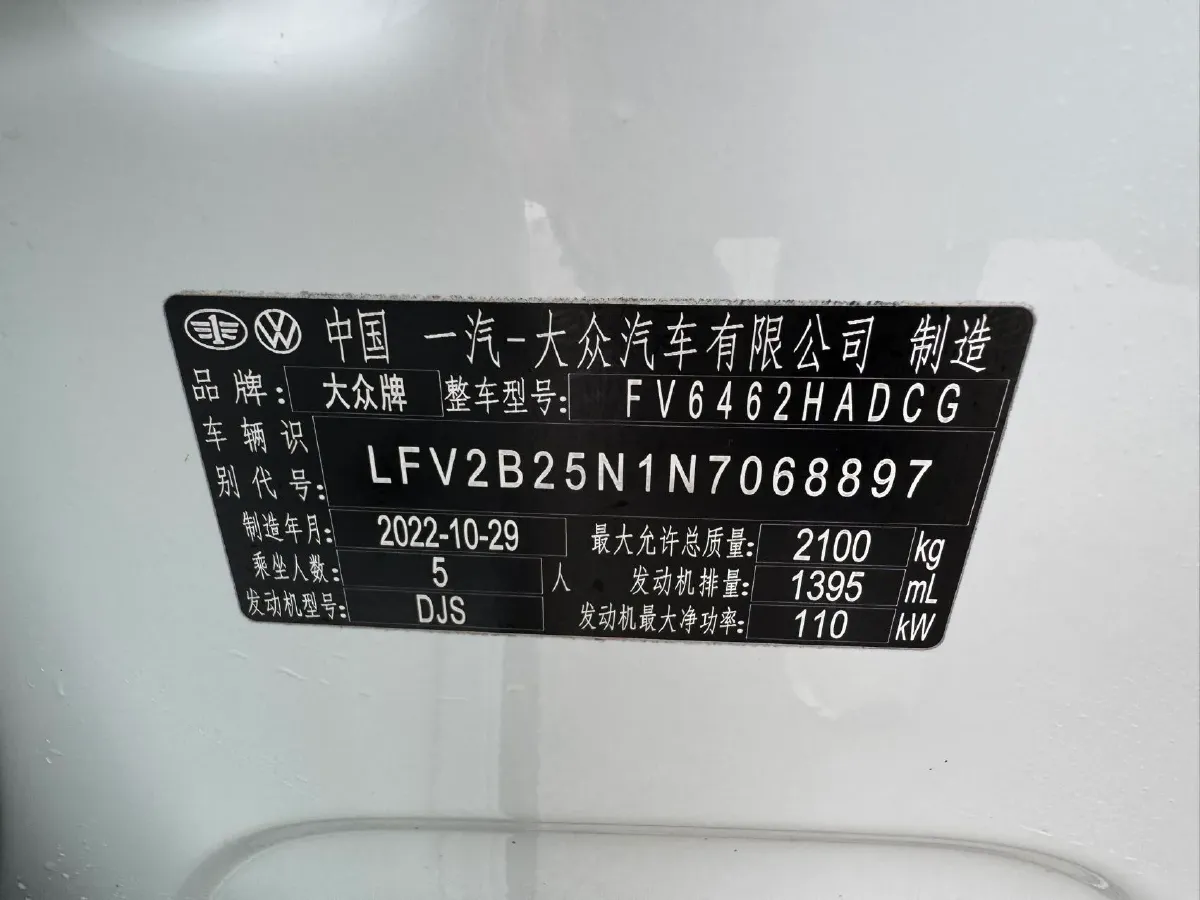 中国 一汽-大众汽车有限公司 制造
品牌: 大众牌 整车型号: FV6462HADCG
车辆识别代号: LFV2B25N1N7068897
制造年月: 2022-10-29 最大允许总质量: 2100 kg
乘坐人数: 5 人 发动机排量: 1395 mL
发动机型号: DJS 发动机最大净功率: 110 kW